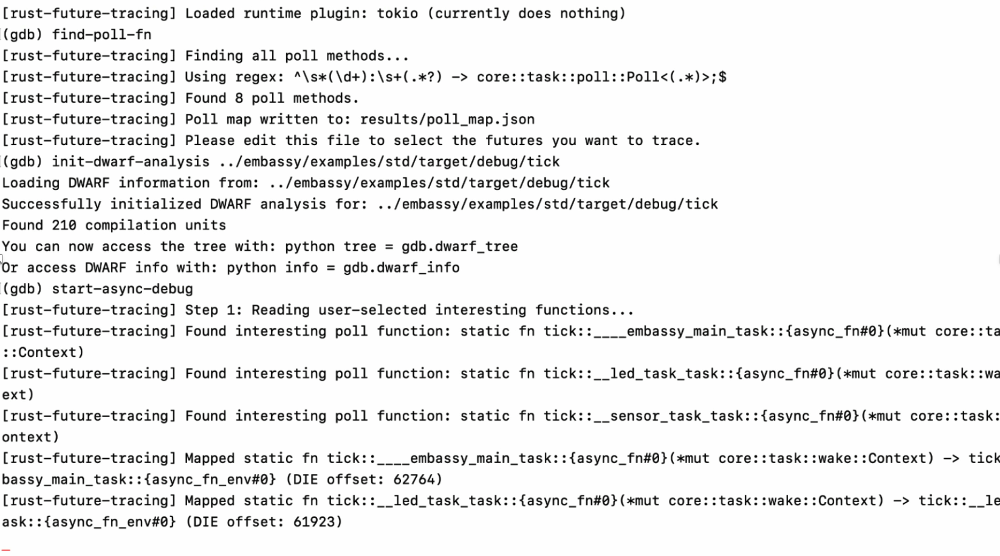 [rust-future-tracing] Loaded runtime plugin: tokio (currently does nothing)
(gdb) find-poll-fn
[rust-future-tracing] Finding all poll methods...
[rust-future-tracing] Using regex: ^\s*(\d+):\s+(.*?) -> core::task::poll::Poll<(.*)>;$
[rust-future-tracing] Found 8 poll methods.
[rust-future-tracing] Poll map written to: results/poll_map.json
[rust-future-tracing] Please edit this file to select the futures you want to trace.
(gdb) init-dwarf-analysis ../embassy/examples/std/target/debug/tick
Loading DWARF information from: ../embassy/examples/std/target/debug/tick
Successfully initialized DWARF analysis for: ../embassy/examples/std/target/debug/tick
Found 210 compilation units
You can now access the tree with: python tree = gdb.dwarf_tree
Or access DWARF info with: python info = gdb.dwarf_info
(gdb) start-async-debug
[rust-future-tracing] Step 1: Reading user-selected interesting functions...
[rust-future-tracing] Found interesting poll function: static fn tick::____embassy_main_task::{async_fn#0}(*mut core::ta
::Context)
[rust-future-tracing] Found interesting poll function: static fn tick::__led_task_task::{async_fn#0}(*mut core::task::wa
ext)
[rust-future-tracing] Found interesting poll function: static fn tick::__sensor_task_task::{async_fn#0}(*mut core::task:
ontext)
[rust-future-tracing] Mapped static fn tick::____embassy_main_task::{async_fn#0}(*mut core::task::wake::Context) -> tick
bassy_main_task::{async_fn_env#0} (DIE offset: 62764)
[rust-future-tracing] Mapped static fn tick::__led_task_task::{async_fn#0}(*mut core::task::wake::Context) -> tick::__le
ask::{async_fn_env#0} (DIE offset: 61923)